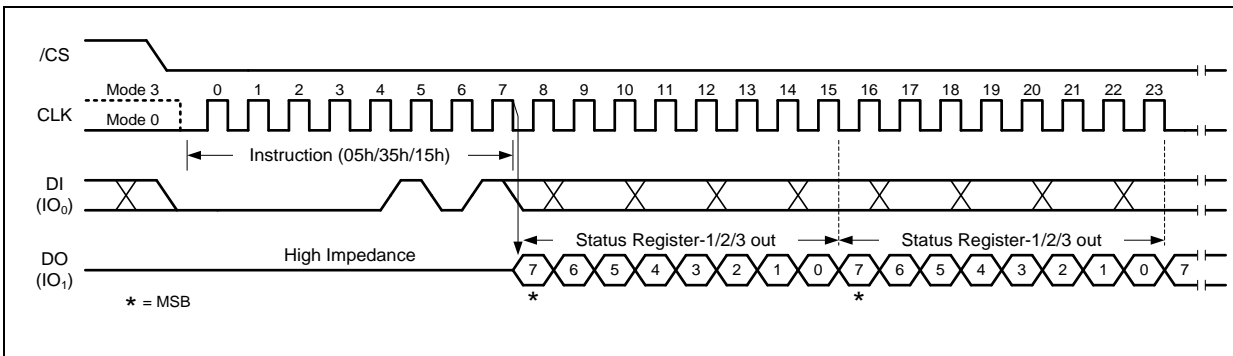 /CS
Mode 3 0 1 2 3 4 5 6 7 8 9 10 11 12 13 14 15 16 17 18 19 20 21 22 23
CLK
Mode 0
Instruction (05h/35h/15h)
DI
(IO₀)
Status Register-1/2/3 out Status Register-1/2/3 out
High Impedance
DO
(IO₁)
7 6 5 4 3 2 1 0 7 6 5 4 3 2 1 0 7
* *
* = MSB